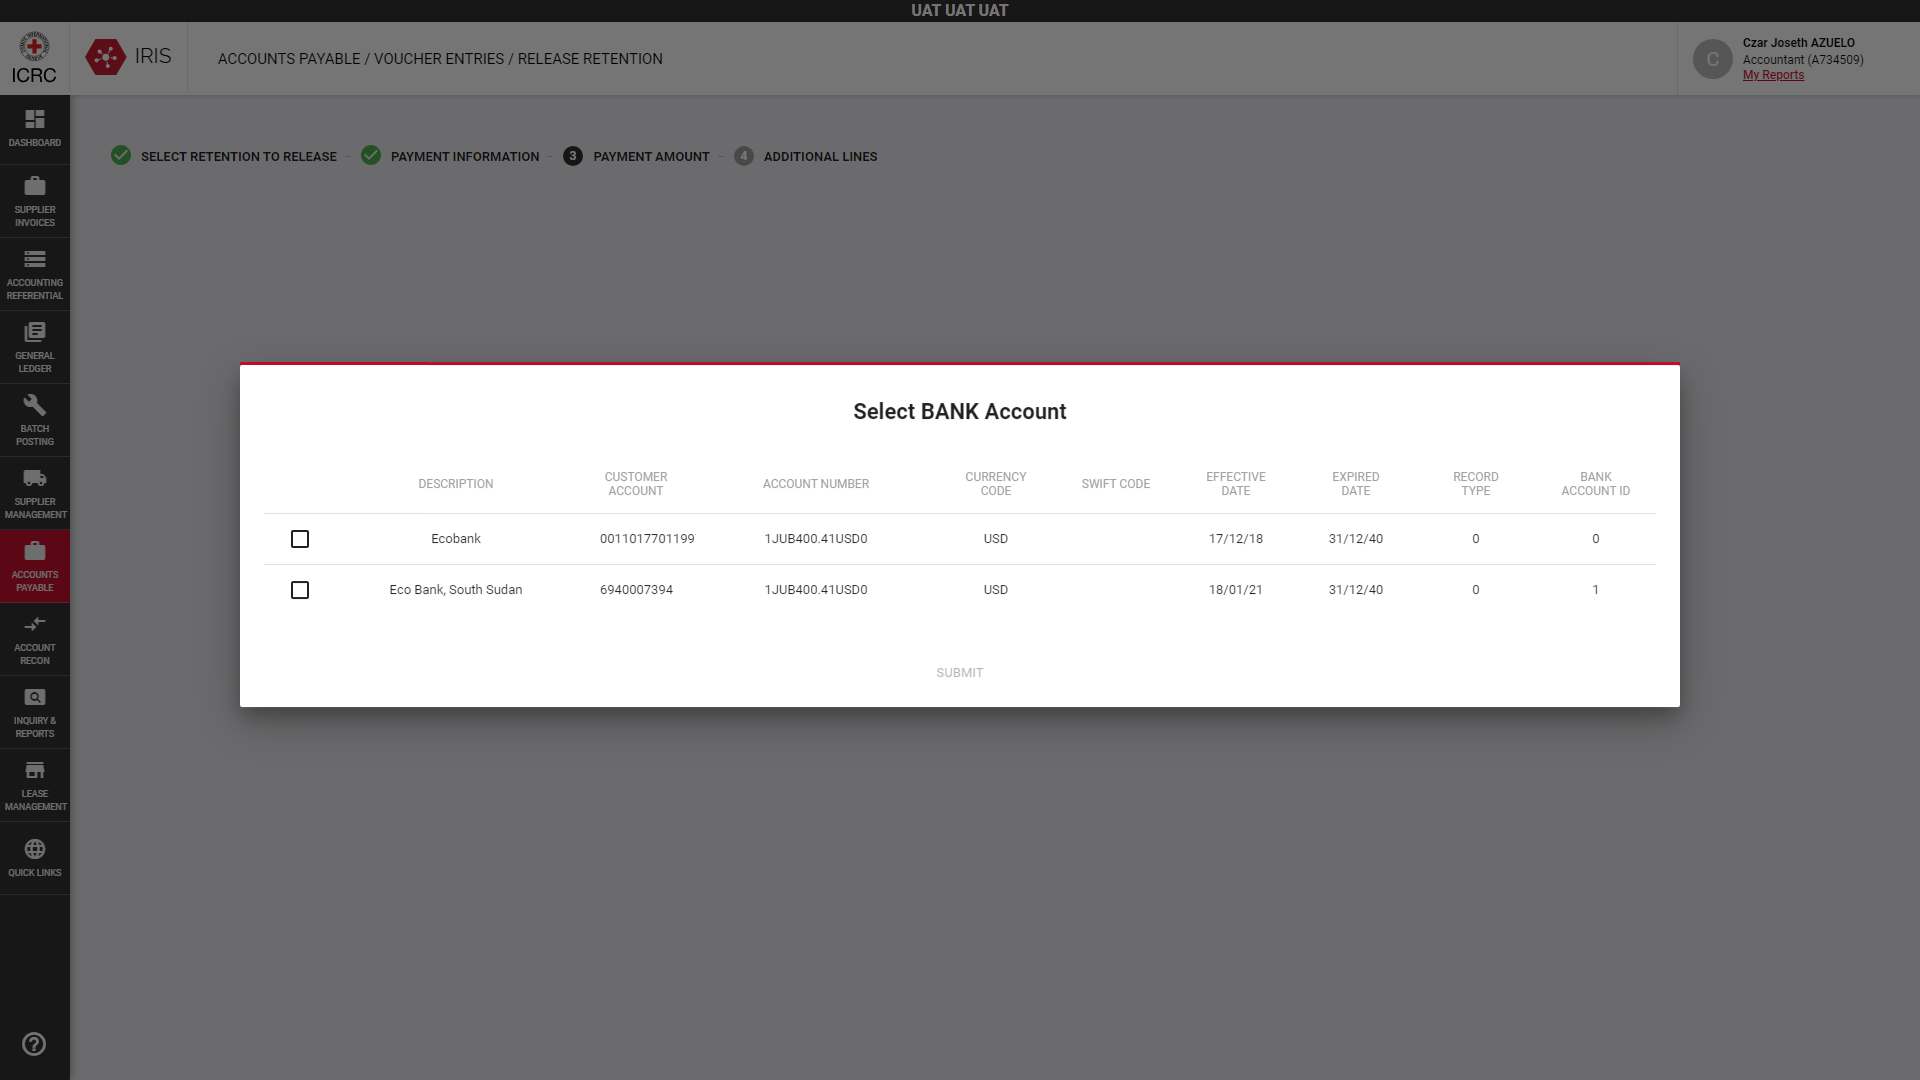 UAT UAT UAT
ICRC
IRIS
ACCOUNTS PAYABLE / VOUCHER ENTRIES / RELEASE RETENTION
C
Czar Joseth AZUELO
Accountant (A734509)
My Reports
DASHBOARD
SUPPLIER
INVOICES
ACCOUNTING
REFERENTIAL
GENERAL
LEDGER
BATCH
POSTING
SUPPLIER
MANAGEMENT
ACCOUNTS
PAYABLE
ACCOUNT
RECON
INQUIRY &
REPORTS
LEASE
MANAGEMENT
QUICK LINKS
SELECT RETENTION TO RELEASE
PAYMENT INFORMATION
3 PAYMENT AMOUNT
4 ADDITIONAL LINES
Select BANK Account
DESCRIPTION
CUSTOMER
ACCOUNT
ACCOUNT NUMBER
CURRENCY
CODE
SWIFT CODE
EFFECTIVE
DATE
EXPIRED
DATE
RECORD
TYPE
BANK
ACCOUNT ID
Ecobank 0011017701199 1JUB400.41USD0 USD 17/12/18 31/12/40 0 0
Eco Bank, South Sudan 6940007394 1JUB400.41USD0 USD 18/01/21 31/12/40 0 1
SUBMIT